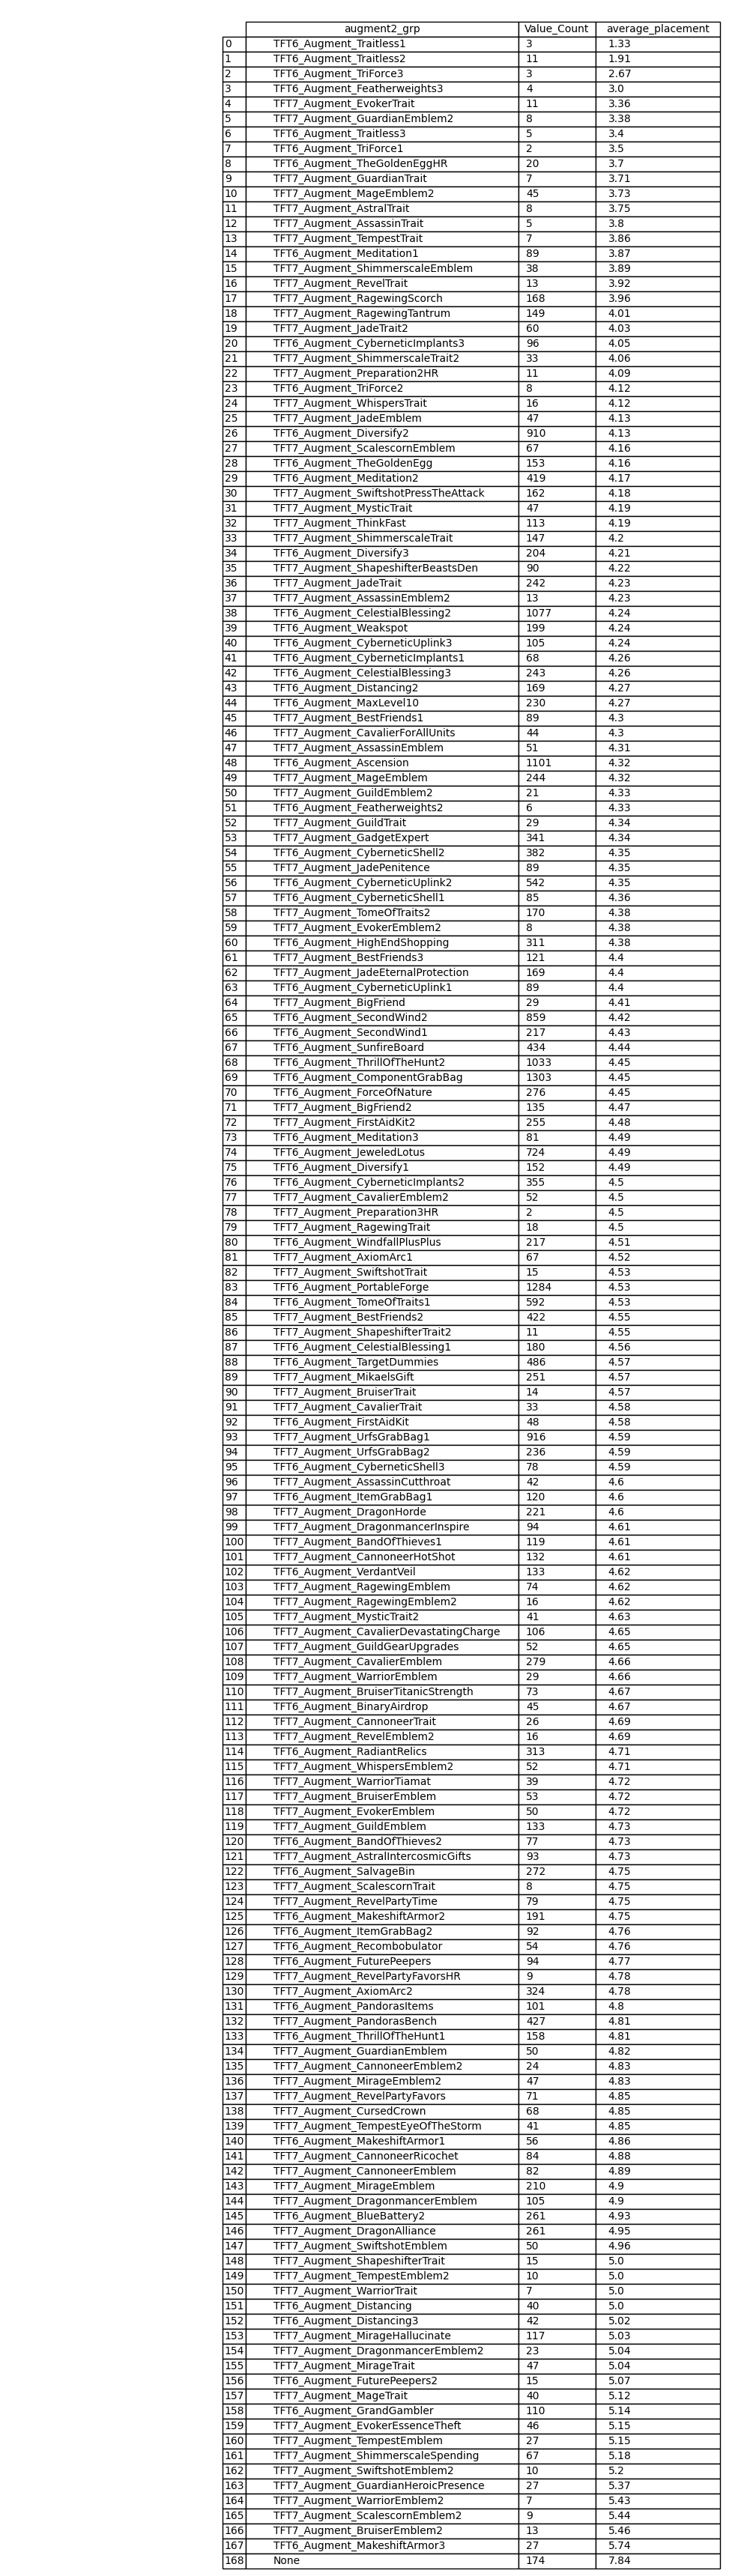 augment2_grp Value_Count average_placement
0 TFT6_Augment_Traitless1 3 1.33
1 TFT6_Augment_Traitless2 11 1.91
2 TFT6_Augment_TriForce3 3 2.67
3 TFT6_Augment_Featherweights3 4 3.0
4 TFT7_Augment_EvokerTrait 11 3.36
5 TFT7_Augment_GuardianEmblem2 8 3.38
6 TFT6_Augment_Traitless3 5 3.4
7 TFT6_Augment_TriForce1 2 3.5
8 TFT6_Augment_TheGoldenEggHR 20 3.7
9 TFT7_Augment_GuardianTrait 7 3.71
10 TFT7_Augment_MageEmblem2 45 3.73
11 TFT7_Augment_AstralTrait 8 3.75
12 TFT7_Augment_AssassinTrait 5 3.8
13 TFT7_Augment_TempestTrait 7 3.86
14 TFT6_Augment_Meditation1 89 3.87
15 TFT7_Augment_ShimmerscaleEmblem 38 3.89
16 TFT7_Augment_RevelTrait 13 3.92
17 TFT7_Augment_RagewingScorch 168 3.96
18 TFT7_Augment_RagewingTantrum 149 4.01
19 TFT7_Augment_JadeTrait2 60 4.03
20 TFT6_Augment_CyberneticImplants3 96 4.05
21 TFT7_Augment_ShimmerscaleTrait2 33 4.06
22 TFT7_Augment_Preparation2HR 11 4.09
23 TFT6_Augment_TriForce2 8 4.12
24 TFT7_Augment_WhispersTrait 16 4.12
25 TFT7_Augment_JadeEmblem 47 4.13
26 TFT6_Augment_Diversify2 910 4.13
27 TFT7_Augment_ScalescornEmblem 67 4.16
28 TFT6_Augment_TheGoldenEgg 153 4.16
29 TFT6_Augment_Meditation2 419 4.17
30 TFT7_Augment_SwiftshotPressTheAttack 162 4.18
31 TFT7_Augment_MysticTrait 47 4.19
32 TFT7_Augment_ThinkFast 113 4.19
33 TFT7_Augment_ShimmerscaleTrait 147 4.2
34 TFT6_Augment_Diversify3 204 4.21
35 TFT7_Augment_ShapeshifterBeastsDen 90 4.22
36 TFT7_Augment_JadeTrait 242 4.23
37 TFT7_Augment_AssassinEmblem2 13 4.23
38 TFT6_Augment_CelestialBlessing2 1077 4.24
39 TFT6_Augment_Weakspot 199 4.24
40 TFT6_Augment_CyberneticUplink3 105 4.24
41 TFT6_Augment_CyberneticImplants1 68 4.26
42 TFT6_Augment_CelestialBlessing3 243 4.26
43 TFT6_Augment_Distancing2 169 4.27
44 TFT6_Augment_MaxLevel10 230 4.27
45 TFT7_Augment_BestFriends1 89 4.3
46 TFT7_Augment_CavalierForAllUnits 44 4.3
47 TFT7_Augment_AssassinEmblem 51 4.31
48 TFT6_Augment_Ascension 1101 4.32
49 TFT7_Augment_MageEmblem 244 4.32
50 TFT7_Augment_GuildEmblem2 21 4.33
51 TFT6_Augment_Featherweights2 6 4.33
52 TFT7_Augment_GuildTrait 29 4.34
53 TFT7_Augment_GadgetExpert 341 4.34
54 TFT6_Augment_CyberneticShell2 382 4.35
55 TFT7_Augment_JadePenitence 89 4.35
56 TFT6_Augment_CyberneticUplink2 542 4.35
57 TFT6_Augment_CyberneticShell1 85 4.36
58 TFT7_Augment_TomeOfTraits2 170 4.38
59 TFT7_Augment_EvokerEmblem2 8 4.38
60 TFT6_Augment_HighEndShopping 311 4.38
61 TFT7_Augment_BestFriends3 121 4.4
62 TFT7_Augment_JadeEternalProtection 169 4.4
63 TFT6_Augment_CyberneticUplink1 89 4.4
64 TFT7_Augment_BigFriend 29 4.41
65 TFT6_Augment_SecondWind2 859 4.42
66 TFT6_Augment_SecondWind1 217 4.43
67 TFT6_Augment_SunfireBoard 434 4.44
68 TFT6_Augment_ThrillOfTheHunt2 1033 4.45
69 TFT6_Augment_ComponentGrabBag 1303 4.45
70 TFT6_Augment_ForceOfNature 276 4.45
71 TFT7_Augment_BigFriend2 135 4.47
72 TFT7_Augment_FirstAidKit2 255 4.48
73 TFT6_Augment_Meditation3 81 4.49
74 TFT6_Augment_JeweledLotus 724 4.49
75 TFT6_Augment_Diversify1 152 4.49
76 TFT6_Augment_CyberneticImplants2 355 4.5
77 TFT7_Augment_CavalierEmblem2 52 4.5
78 TFT7_Augment_Preparation3HR 2 4.5
79 TFT7_Augment_RagewingTrait 18 4.5
80 TFT6_Augment_WindfallPlusPlus 217 4.51
81 TFT7_Augment_AxiomArc1 67 4.52
82 TFT7_Augment_SwiftshotTrait 15 4.53
83 TFT6_Augment_PortableForge 1284 4.53
84 TFT6_Augment_TomeOfTraits1 592 4.53
85 TFT7_Augment_BestFriends2 422 4.55
86 TFT7_Augment_ShapeshifterTrait2 11 4.55
87 TFT6_Augment_CelestialBlessing1 180 4.56
88 TFT6_Augment_TargetDummies 486 4.57
89 TFT7_Augment_MikaelsGift 251 4.57
90 TFT7_Augment_BruiserTrait 14 4.57
91 TFT7_Augment_CavalierTrait 33 4.58
92 TFT6_Augment_FirstAidKit 48 4.58
93 TFT7_Augment_UrfsGrabBag1 916 4.59
94 TFT7_Augment_UrfsGrabBag2 236 4.59
95 TFT6_Augment_CyberneticShell3 78 4.59
96 TFT7_Augment_AssassinCutthroat 42 4.6
97 TFT6_Augment_ItemGrabBag1 120 4.6
98 TFT7_Augment_DragonHorde 221 4.6
99 TFT7_Augment_DragonmancerInspire 94 4.61
100 TFT7_Augment_BandOfThieves1 119 4.61
101 TFT7_Augment_CannoneerHotShot 132 4.61
102 TFT6_Augment_VerdantVeil 133 4.62
103 TFT7_Augment_RagewingEmblem 74 4.62
104 TFT7_Augment_RagewingEmblem2 16 4.62
105 TFT7_Augment_MysticTrait2 41 4.63
106 TFT7_Augment_CavalierDevastatingCharge 106 4.65
107 TFT7_Augment_GuildGearUpgrades 52 4.65
108 TFT7_Augment_CavalierEmblem 279 4.66
109 TFT7_Augment_WarriorEmblem 29 4.66
110 TFT7_Augment_BruiserTitanicStrength 73 4.67
111 TFT6_Augment_BinaryAirdrop 45 4.67
112 TFT7_Augment_CannoneerTrait 26 4.69
113 TFT7_Augment_RevelEmblem2 16 4.69
114 TFT6_Augment_RadiantRelics 313 4.71
115 TFT7_Augment_WhispersEmblem2 52 4.71
116 TFT7_Augment_WarriorTiamat 39 4.72
117 TFT7_Augment_BruiserEmblem 53 4.72
118 TFT7_Augment_EvokerEmblem 50 4.72
119 TFT7_Augment_GuildEmblem 133 4.73
120 TFT6_Augment_BandOfThieves2 77 4.73
121 TFT7_Augment_AstralIntercosmicGifts 93 4.73
122 TFT6_Augment_SalvageBin 272 4.75
123 TFT7_Augment_ScalescornTrait 8 4.75
124 TFT7_Augment_RevelPartyTime 79 4.75
125 TFT6_Augment_MakeshiftArmor2 191 4.75
126 TFT6_Augment_ItemGrabBag2 92 4.76
127 TFT6_Augment_Recombobulator 54 4.76
128 TFT6_Augment_FuturePeepers 94 4.77
129 TFT7_Augment_RevelPartyFavorsHR 9 4.78
130 TFT7_Augment_AxiomArc2 324 4.78
131 TFT6_Augment_PandorasItems 101 4.8
132 TFT7_Augment_PandorasBench 427 4.81
133 TFT6_Augment_ThrillOfTheHunt1 158 4.81
134 TFT7_Augment_GuardianEmblem 50 4.82
135 TFT7_Augment_CannoneerEmblem2 24 4.83
136 TFT7_Augment_MirageEmblem2 47 4.83
137 TFT7_Augment_RevelPartyFavors 71 4.85
138 TFT6_Augment_CursedCrown 68 4.85
139 TFT7_Augment_TempestEyeOfTheStorm 41 4.85
140 TFT6_Augment_MakeshiftArmor1 56 4.86
141 TFT7_Augment_CannoneerRicochet 84 4.88
142 TFT7_Augment_CannoneerEmblem 82 4.89
143 TFT7_Augment_MirageEmblem 210 4.9
144 TFT7_Augment_DragonmancerEmblem 105 4.9
145 TFT6_Augment_BlueBattery2 261 4.93
146 TFT7_Augment_DragonAlliance 261 4.95
147 TFT7_Augment_SwiftshotEmblem 50 4.96
148 TFT7_Augment_ShapeshifterTrait 15 5.0
149 TFT7_Augment_TempestEmblem2 10 5.0
150 TFT7_Augment_WarriorTrait 7 5.0
151 TFT6_Augment_Distancing 40 5.0
152 TFT6_Augment_Distancing3 42 5.02
153 TFT7_Augment_MirageHallucinate 117 5.03
154 TFT7_Augment_DragonmancerEmblem2 23 5.04
155 TFT7_Augment_MirageTrait 47 5.04
156 TFT6_Augment_FuturePeepers2 15 5.07
157 TFT7_Augment_MageTrait 40 5.12
158 TFT6_Augment_GrandGambler 110 5.14
159 TFT7_Augment_EvokerEssenceTheft 46 5.15
160 TFT7_Augment_TempestEmblem 27 5.15
161 TFT7_Augment_ShimmerscaleSpending 67 5.18
162 TFT7_Augment_SwiftshotEmblem2 10 5.2
163 TFT7_Augment_GuardianHeroicPresence 27 5.37
164 TFT7_Augment_WarriorEmblem2 7 5.43
165 TFT7_Augment_ScalescornEmblem2 9 5.44
166 TFT7_Augment_BruiserEmblem2 13 5.46
167 TFT6_Augment_MakeshiftArmor3 27 5.74
168 None 174 7.84